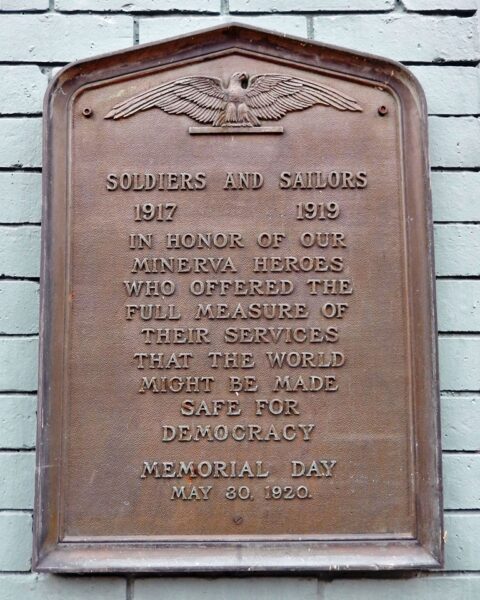 SOLDIERS AND SAILORS
1917 1919
IN HONOR OF OUR
MINERVA HEROES
WHO OFFERED THE
FULL MEASURE OF
THEIR SERVICES
THAT THE WORLD
MIGHT BE MADE
SAFE FOR
DEMOCRACY
MEMORIAL DAY
MAY 30, 1920.